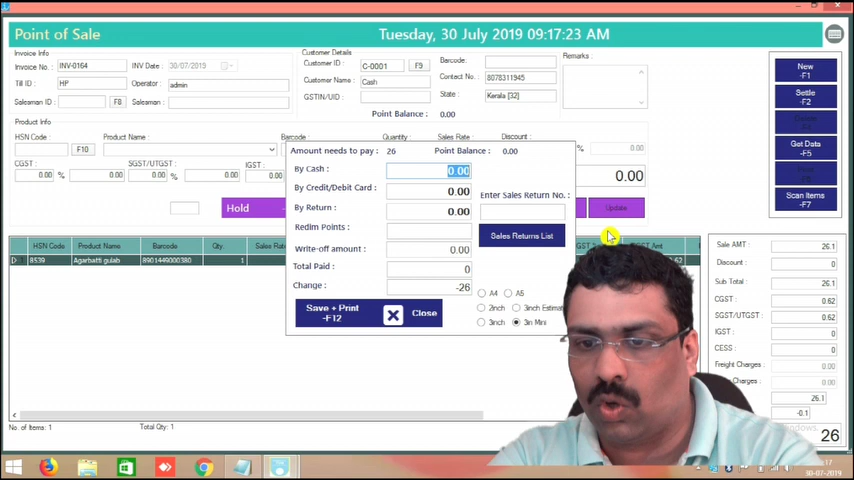 Point of Sale
Tuesday, 30 July 2019 09:17:23 AM
Invoice Info
Invoice No. : INV-0164 INV Date : 30/07/2019
Till ID : HP Operator : admin
Salesman ID : F8 Salesman :
Customer Details
Customer ID : C-0001 F9
Customer Name : Cash
GSTIN/UID :
Barcode:
Contact No.: 8078311945
State : Kerala [32]
Point Balance : 0.00
Remarks :
Product Info
HSN Code : Product Name : Barcode : Quantity : Sales Rate : Discount :
F10
0.00 %
CGST : SGST/UTGST : IGST :
0.00 % 0.00 % 0.00
0.00
Hold
Update
New
-F1
Settle
-F2
Get Data
-F5
Scan Items
-F7
Amount needs to pay : 26 Point Balance : 0.00
By Cash : 0.00
By Credit/Debit Card : 0.00
By Return : 0.00
Redim Points :
Write-off amount : 0.00
Total Paid : 0
Change : -26
Enter Sales Return No. :
Sales Returns List
A4 A5
2inch 3inch Estimat
3inch 3in Mini
Save + Print
-F12
Close
HSN Code Product Name Barcode Qty. Sales Rate
8539 Agarbatti gulab 8901449000380 1
Sale AMT : 26.1
Discount : 0
Sub Total : 26.1
CGST : 0.62
SGST/UTGST : 0.62
IGST : 0
CESS : 0
Freight Charges : 0.00
Charges : 0.00
26.1
-0.1
26
No. of Items : 1 Total Qty : 1
30-07-2019